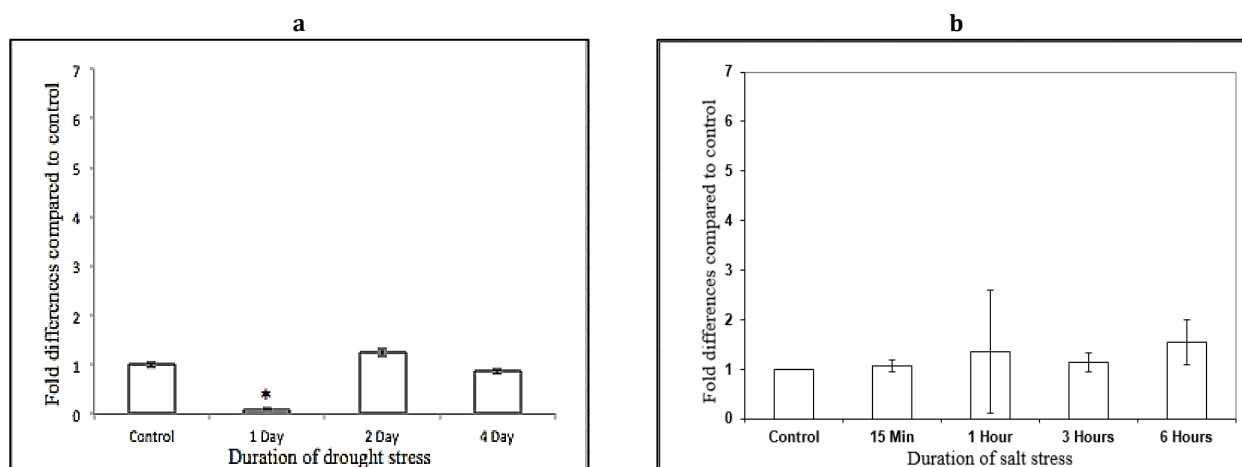 a
Fold differences compared to control
7
6
5
4
3
2
1
0
*
Control 1 Day 2 Day 4 Day
Duration of drought stress
b
Fold differences compared to control
7
6
5
4
3
2
1
0
Control 15 Min 1 Hour 3 Hours 6 Hours
Duration of salt stress